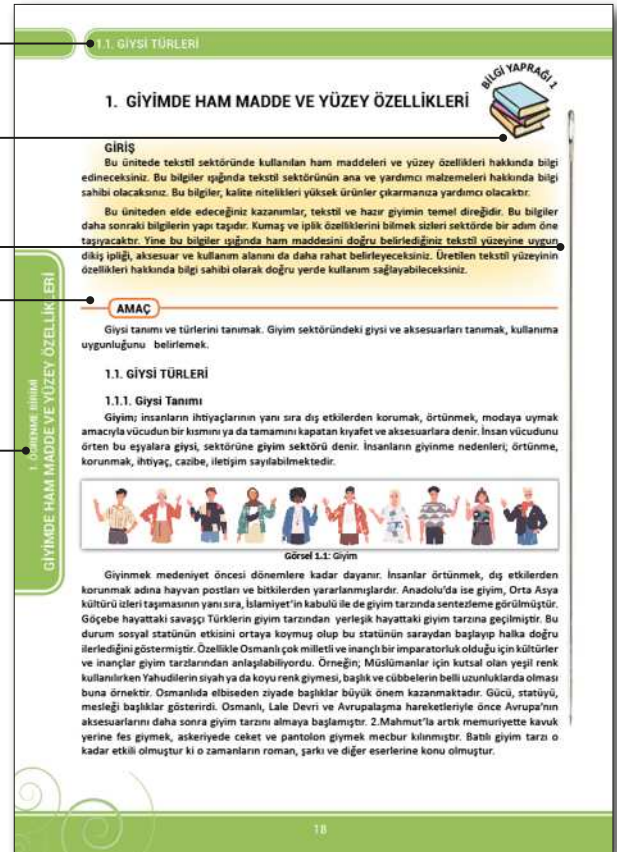 1.1. GİYSİ TÜRLERİ
BİLGİ YAPRAĞI 1
1. GİYİMDE HAM MADDE VE YÜZEY ÖZELLİKLERİ
GİRİŞ
Bu ünitede tekstil sektöründe kullanılan ham maddeleri ve yüzey özellikleri hakkında bilgi
edineceksiniz. Bu bilgiler ışığında tekstil sektörünün ana ve yardımcı malzemeleri hakkında bilgi
sahibi olacaksınız. Bu bilgiler, kalite nitelikleri yüksek ürünler çıkarmanıza yardımcı olacaktır.
Bu üniteden elde edeceğiniz kazanımlar, tekstil ve hazır giyimin temel direğidir. Bu bilgiler
daha sonraki bilgilerin yapı taşıdır. Kumaş ve iplik özelliklerini bilmek sizleri sektörde bir adım öne
taşıyacaktır. Yine bu bilgiler ışığında ham maddesini doğru belirlediğiniz tekstil yüzeyine uygun
dikiş ipliği, aksesuar ve kullanım alanını da daha rahat belirleyeceksiniz. Üretilen tekstil yüzeyinin
özellikleri hakkında bilgi sahibi olarak doğru yerde kullanım sağlayabileceksiniz.
AMAÇ
Giysi tanımı ve türlerini tanımak. Giyim sektöründeki giysi ve aksesuarları tanımak, kullanıma
uygunluğunu belirlemek.
1.1. GİYSİ TÜRLERİ
1.1.1. Giysi Tanımı
Giyim; insanların ihtiyaçlarının yanı sıra dış etkilerden korumak, örtünmek, modaya uymak
amacıyla vücudun bir kısmını ya da tamamını kapatan kıyafet ve aksesuarlara denir. İnsan vücudunu
örten bu eşyalara giysi, sektörüne giyim sektörü denir. İnsanların giyinme nedenleri; örtünme,
korunmak, ihtiyaç, cazibe, iletişim sayılabilmektedir.
Görsel 1.1: Giyim
Giyinmek medeniyet öncesi dönemlere kadar dayanır. İnsanlar örtünmek, dış etkilerden
korunmak adına hayvan postları ve bitkilerden yararlanmışlardır. Anadolu'da ise giyim, Orta Asya
kültürü izleri taşımasının yanı sıra, İslamiyet'in kabulü ile de giyim tarzında sentezleme görülmüştür.
Göçebe hayattaki savaşçı Türklerin giyim tarzından yerleşik hayattaki giyim tarzına geçilmiştir. Bu
durum sosyal statünün etkisini ortaya koymuş olup bu statünün saraydan başlayıp halka doğru
ilerlediğini göstermiştir. Özellikle Osmanlı çok milletli ve inançlı bir imparatorluk olduğu için kültürler
ve inançlar giyim tarzlarından anlaşılabiliyordu. Örneğin; Müslümanlar için kutsal olan yeşil renk
kullanılırken Yahudilerin siyah ya da koyu renk giymesi, başlık ve cübbelerin belli uzunluklarda olması
buna örnektir. Osmanlıda elbiseden ziyade başlıklar büyük önem kazanmaktadır. Gücü, statüyü,
mesleği başlıklar gösterirdi. Osmanlı, Lale Devri ve Avrupalaşma hareketleriyle önce Avrupa'nın
aksesuarlarını daha sonra giyim tarzını almaya başlamıştır. 2.Mahmut'la artık memuriyette kavuk
yerine fes giymek, askeriyede ceket ve pantolon giymek mecbur kılınmıştır. Batılı giyim tarzı o
kadar etkili olmuştur ki o zamanların roman, şarkı ve diğer eserlerine konu olmuştur.
1. ÖĞRENME BİRİMİ
GİYİMDE HAM MADDE VE YÜZEY ÖZELLİKLERİ
18